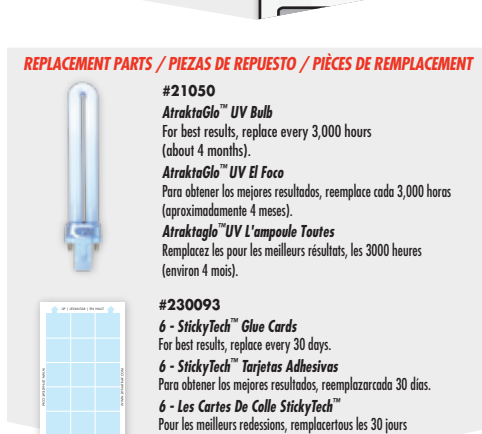 REPLACEMENT PARTS / PIEZAS DE REPUESTO / PIÈCES DE REMPLACEMENT
#21050
AtraktaGlo™ UV Bulb
For best results, replace every 3,000 hours
(about 4 months).
AtraktaGlo™ UV El Foco
Para obtener los mejores resultados, reemplace cada 3,000 horas
(aproximadamente 4 meses).
Atraktaglo™UV L'ampoule Toutes
Remplacez les pour les meilleurs résultats, les 3000 heures
(environ 4 mois).
#230093
6 - StickyTech™ Glue Cards
For best results, replace every 30 days.
6 - StickyTech™ Tarjetas Adhesivas
Para obtener los mejores resultados, reemplazarcada 30 días.
6 - Les Cartes De Colle StickyTech™
Pour les meilleurs redessions, remplacertous les 30 jours